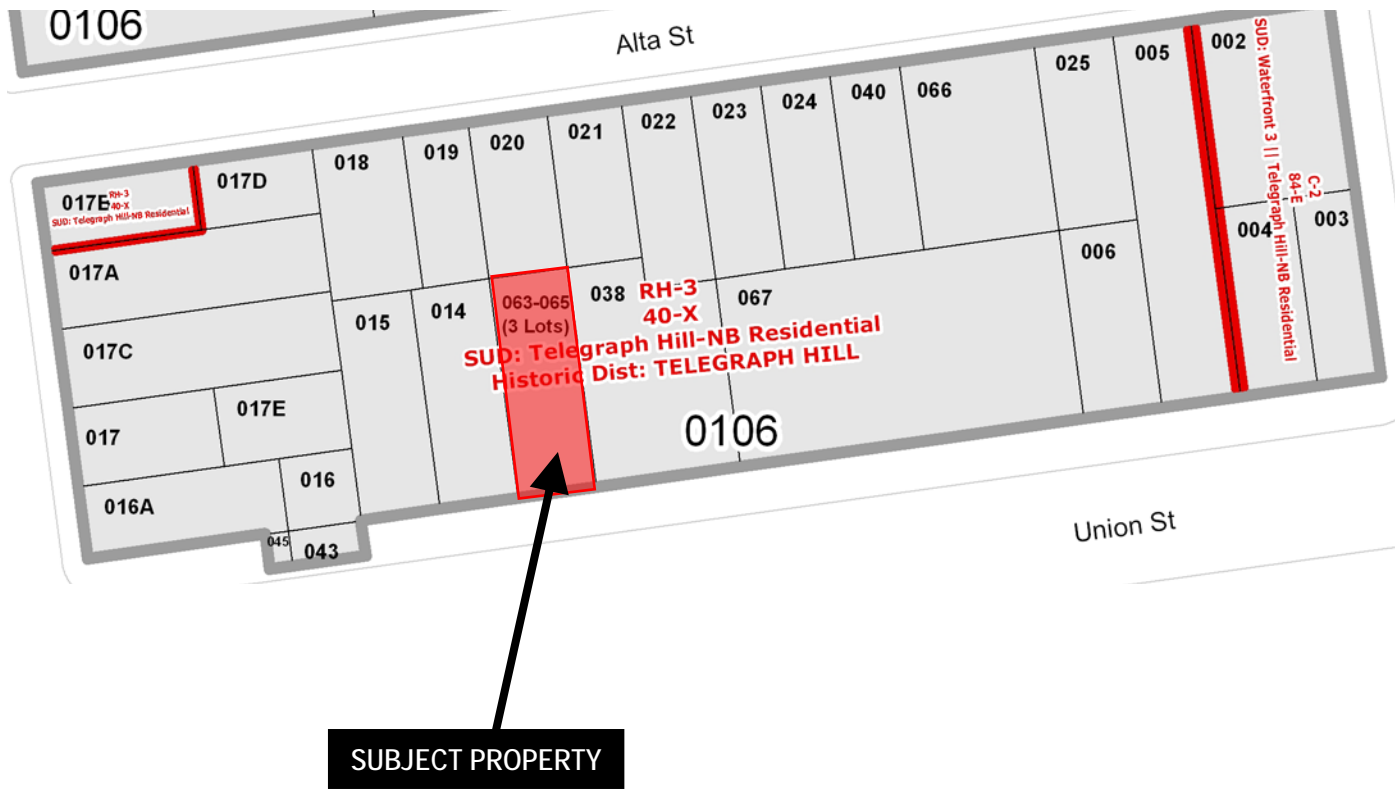 0106
Alta St
002
025
005
066
040
024
023
022
021
020
019
018
017D
017B
RH-3
40-X
SUD: Telegraph Hill-NB Residential
SUD: Waterfront 3 || Telegraph Hill-NB Residential
84-E
C-2
017A
004
003
006
063-065
(3 Lots)
038
067
014
015
RH-3
40-X
SUD: Telegraph Hill-NB Residential
Historic Dist: TELEGRAPH HILL
017C
017E
017
0106
016
016A
045
043
Union St
SUBJECT PROPERTY